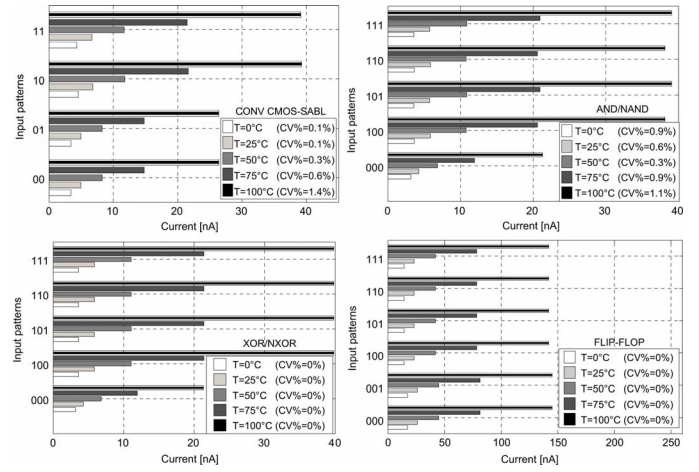 Input patterns
11
10
01
00
CONV CMOS-SABL
T=0°C (CV%=0.1%)
T=25°C (CV%=0.1%)
T=50°C (CV%=0.3%)
T=75°C (CV%=0.6%)
T=100°C (CV%=1.4%)
0 10 20 30 40
Current [nA]
Input patterns
111
110
101
100
000
AND/NAND
T=0°C (CV%=0.9%)
T=25°C (CV%=0.6%)
T=50°C (CV%=0.3%)
T=75°C (CV%=0.9%)
T=100°C (CV%=1.1%)
0 10 20 30 40
Current [nA]
Input patterns
111
110
101
100
000
XOR/NXOR
T=0°C (CV%=0%)
T=25°C (CV%=0%)
T=50°C (CV%=0%)
T=75°C (CV%=0%)
T=100°C (CV%=0%)
0 10 20 30 40
Current [nA]
Input patterns
111
110
101
100
001
000
FLIP-FLOP
T=0°C (CV%=0%)
T=25°C (CV%=0%)
T=50°C (CV%=0%)
T=75°C (CV%=0%)
T=100°C (CV%=0%)
0 50 100 150 200 250
Current [nA]